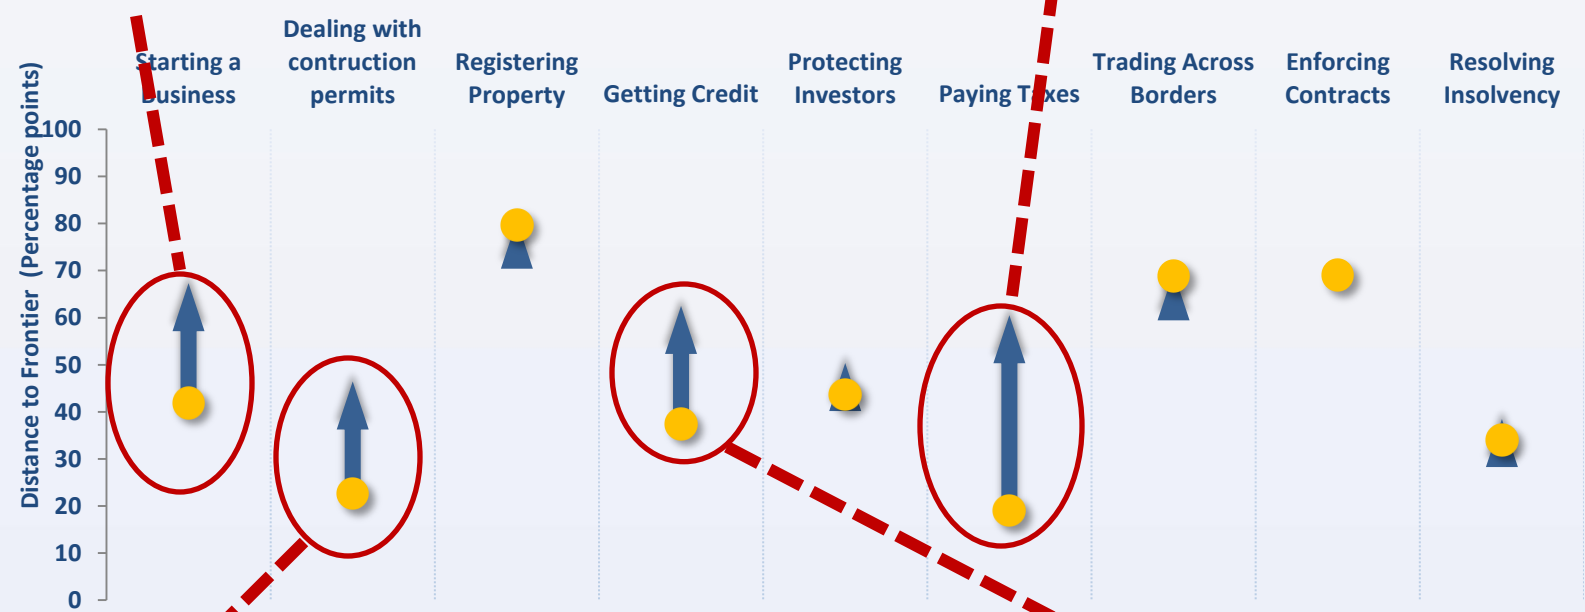 Starting a
Business
Dealing with
contruction
permits
Registering
Property
Getting Credit
Protecting
Investors
Paying Taxes
Trading Across
Borders
Enforcing
Contracts
Resolving
Insolvency
Distance to Frontier (Percentage points)
100
90
80
70
60
50
40
30
20
10
0